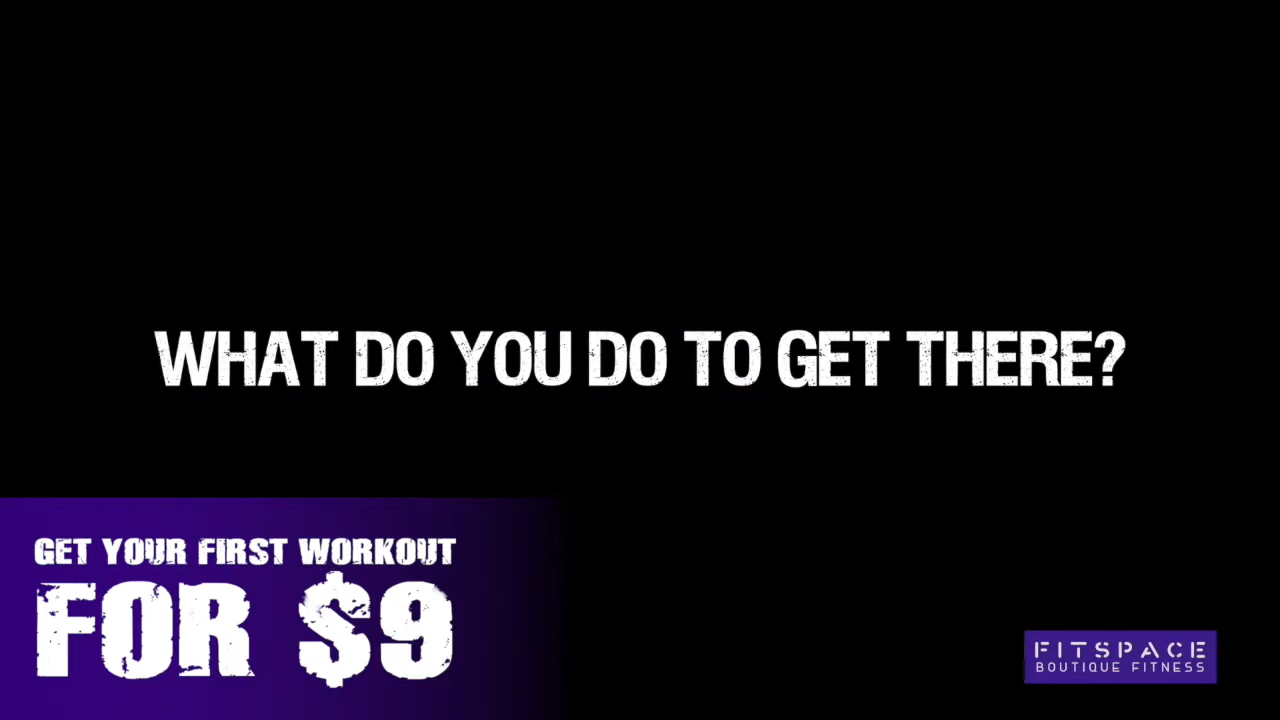 WHAT DO YOU DO TO GET THERE?
GET YOUR FIRST WORKOUT
FOR $9
FITSPACE
BOUTIQUE FITNESS